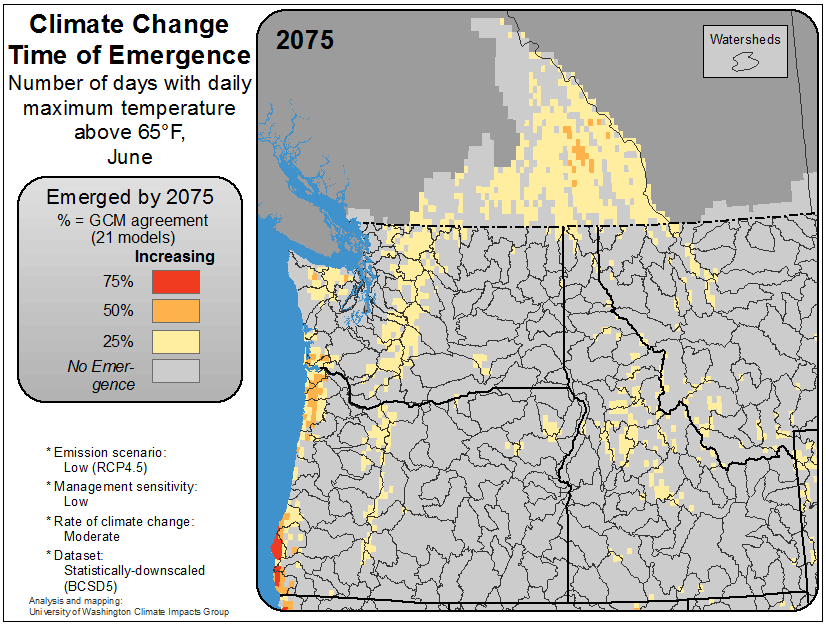 Climate Change
Time of Emergence
Number of days with daily
maximum temperature
above 65°F,
June
Emerged by 2075
% = GCM agreement
(21 models)
Increasing
75%
50%
25%
No Emer-
gence
* Emission scenario:
Low (RCP4.5)
* Management sensitivity:
Low
* Rate of climate change:
Moderate
* Dataset:
Statistically-downscaled
(BCSD5)
Analysis and mapping:
University of Washington Climate Impacts Group
2075
Watersheds